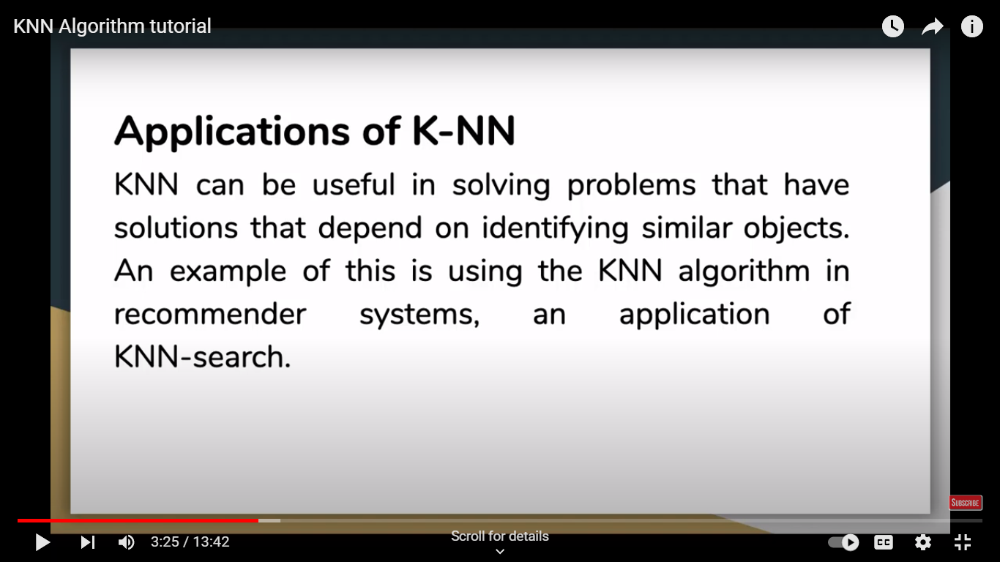 KNN Algorithm tutorial
Applications of K-NN
KNN can be useful in solving problems that have
solutions that depend on identifying similar objects.
An example of this is using the KNN algorithm in
recommender systems, an application of
KNN-search.
SUBSCRIBE
3:25 / 13:42
Scroll for details
CC